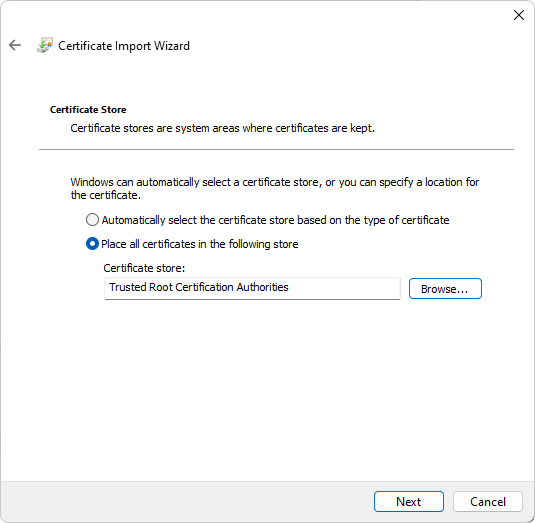 Certificate Import Wizard
Certificate Store
Certificate stores are system areas where certificates are kept.
Windows can automatically select a certificate store, or you can specify a location for
the certificate.
Automatically select the certificate store based on the type of certificate
Place all certificates in the following store
Certificate store:
Trusted Root Certification Authorities
Browse...
Next
Cancel